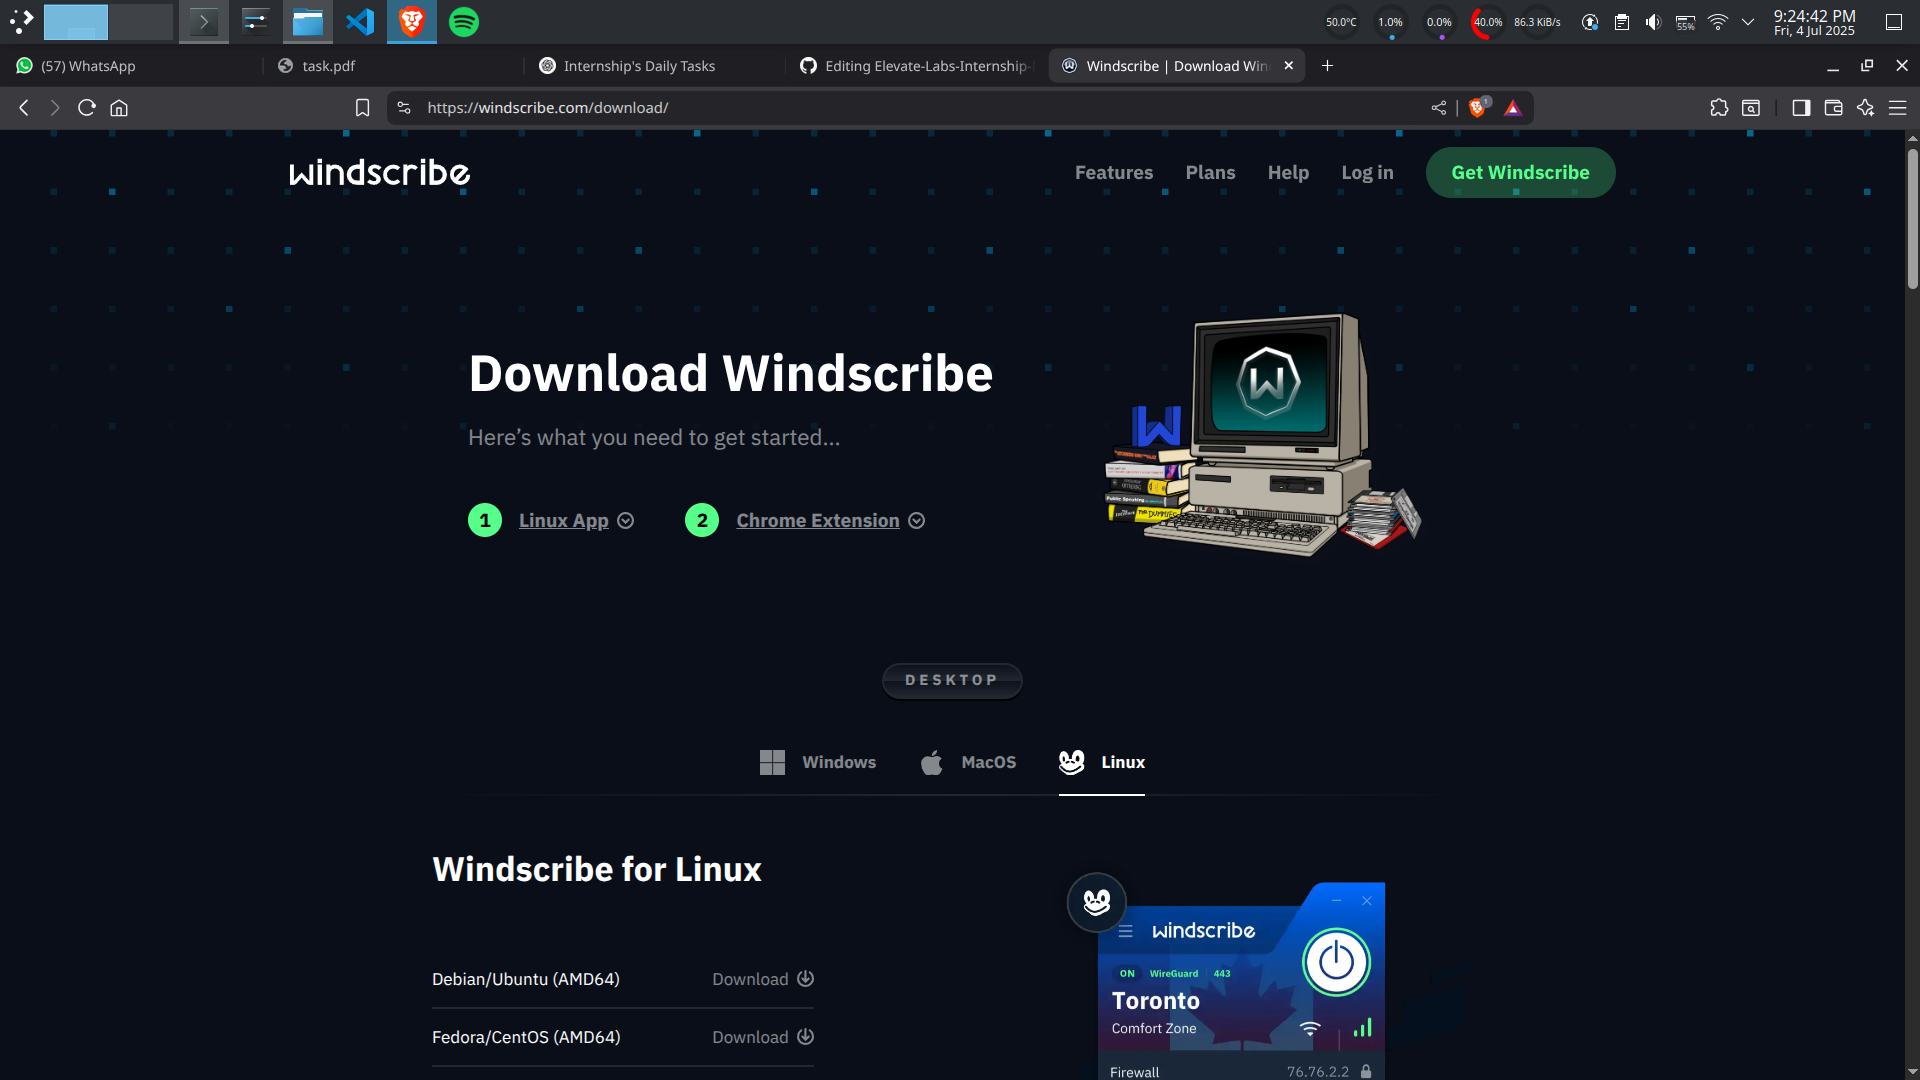 50.0°C 1.0% 0.0% 40.0% 86.3 KiB/s 55% 9:24:42 PM
Fri, 4 Jul 2025
(57) WhatsApp task.pdf Internship's Daily Tasks Editing Elevate-Labs-Internship- Windscribe | Download Win
https://windscribe.com/download/ 1
windscribe Features Plans Help Log in Get Windscribe
Download Windscribe
Here's what you need to get started...
1 Linux App 2 Chrome Extension
W
Public Speaking
DESKTOP
Windows MacOS Linux
Windscribe for Linux
windscribe
Debian/Ubuntu (AMD64) Download
ON WireGuard 443
Toronto
Comfort Zone
Fedora/CentOS (AMD64) Download
Firewall 76.76.2.2